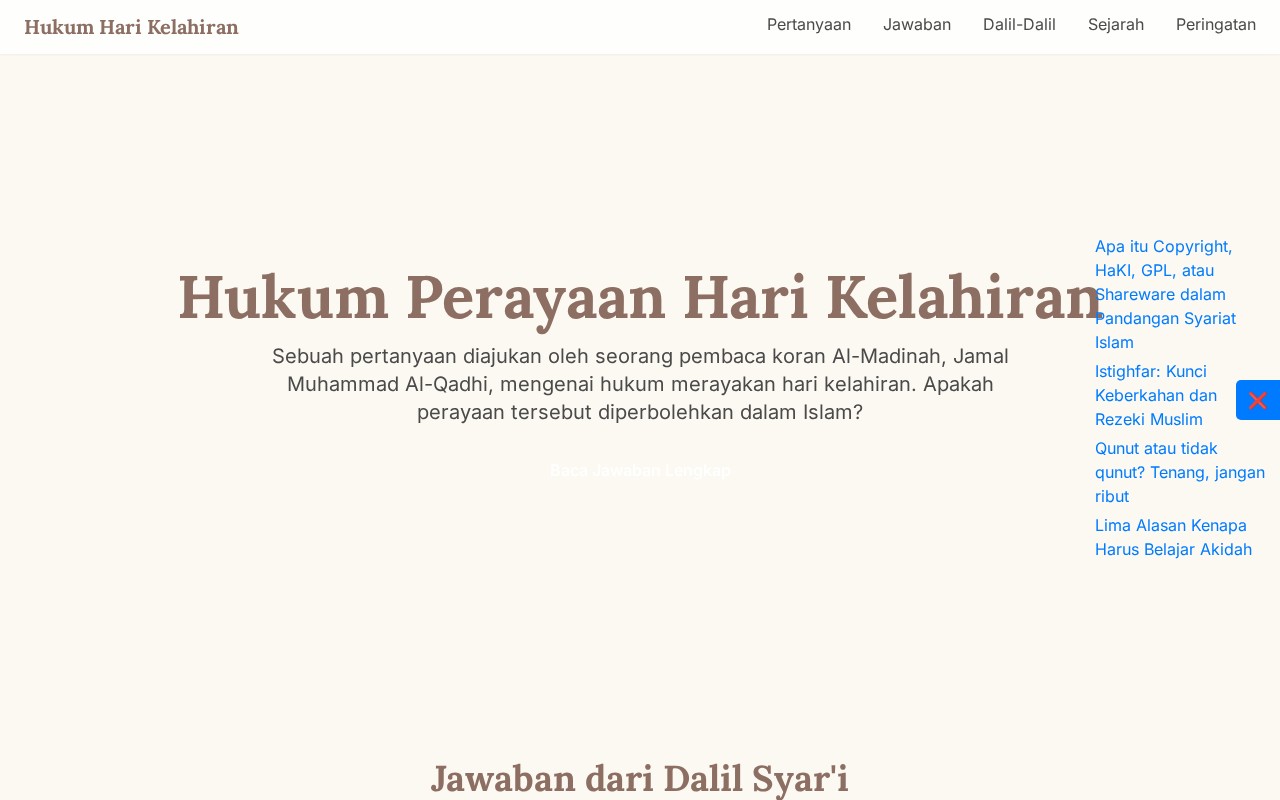 Hukum Hari Kelahiran
Pertanyaan
Jawaban
Dalil-Dalil
Sejarah
Peringatan
Hukum Perayaan Hari Kelahiran
Sebuah pertanyaan diajukan oleh seorang pembaca koran Al-Madinah, Jamal
Muhammad Al-Qadhi, mengenai hukum merayakan hari kelahiran. Apakah
perayaan tersebut diperbolehkan dalam Islam?
Baca Jawaban Lengkap
Apa itu Copyright,
HaKI, GPL, atau
Shareware dalam
Pandangan Syariat
Islam
Istighfar: Kunci
Keberkahan dan
Rezeki Muslim
Qunut atau tidak
qunut? Tenang, jangan
ribut
Lima Alasan Kenapa
Harus Belajar Akidah
Jawaban dari Dalil Syar'i